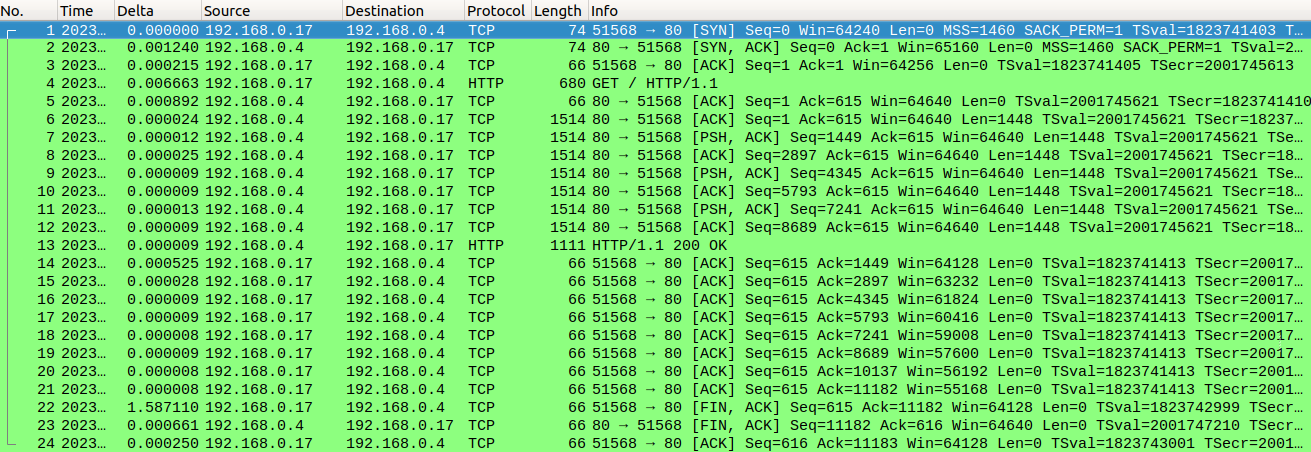 No. Time Delta Source Destination Protocol Length Info
1 2023… 0.000000 192.168.0.17 192.168.0.4 TCP 74 51568 → 80 [SYN] Seq=0 Win=64240 Len=0 MSS=1460 SACK_PERM=1 TSval=1823741403 T…
2 2023… 0.001240 192.168.0.4 192.168.0.17 TCP 74 80 → 51568 [SYN, ACK] Seq=0 Ack=1 Win=65160 Len=0 MSS=1460 SACK_PERM=1 TSval=2…
3 2023… 0.000215 192.168.0.17 192.168.0.4 TCP 66 51568 → 80 [ACK] Seq=1 Ack=1 Win=64256 Len=0 TSval=1823741405 TSecr=2001745613
4 2023… 0.006663 192.168.0.17 192.168.0.4 HTTP 680 GET / HTTP/1.1
5 2023… 0.000892 192.168.0.4 192.168.0.17 TCP 66 80 → 51568 [ACK] Seq=1 Ack=615 Win=64640 Len=0 TSval=2001745621 TSecr=1823741410
6 2023… 0.000024 192.168.0.4 192.168.0.17 TCP 1514 80 → 51568 [ACK] Seq=1 Ack=615 Win=64640 Len=1448 TSval=2001745621 TSecr=18237…
7 2023… 0.000012 192.168.0.4 192.168.0.17 TCP 1514 80 → 51568 [PSH, ACK] Seq=1449 Ack=615 Win=64640 Len=1448 TSval=2001745621 TSe…
8 2023… 0.000025 192.168.0.4 192.168.0.17 TCP 1514 80 → 51568 [ACK] Seq=2897 Ack=615 Win=64640 Len=1448 TSval=2001745621 TSecr=18…
9 2023… 0.000009 192.168.0.4 192.168.0.17 TCP 1514 80 → 51568 [PSH, ACK] Seq=4345 Ack=615 Win=64640 Len=1448 TSval=2001745621 TSe…
10 2023… 0.000009 192.168.0.4 192.168.0.17 TCP 1514 80 → 51568 [ACK] Seq=5793 Ack=615 Win=64640 Len=1448 TSval=2001745621 TSecr=18…
11 2023… 0.000013 192.168.0.4 192.168.0.17 TCP 1514 80 → 51568 [PSH, ACK] Seq=7241 Ack=615 Win=64640 Len=1448 TSval=2001745621 TSe…
12 2023… 0.000009 192.168.0.4 192.168.0.17 TCP 1514 80 → 51568 [ACK] Seq=8689 Ack=615 Win=64640 Len=1448 TSval=2001745621 TSecr=18…
13 2023… 0.000009 192.168.0.4 192.168.0.17 HTTP 1111 HTTP/1.1 200 OK
14 2023… 0.000525 192.168.0.17 192.168.0.4 TCP 66 51568 → 80 [ACK] Seq=615 Ack=1449 Win=64128 Len=0 TSval=1823741413 TSecr=20017…
15 2023… 0.000028 192.168.0.17 192.168.0.4 TCP 66 51568 → 80 [ACK] Seq=615 Ack=2897 Win=63232 Len=0 TSval=1823741413 TSecr=20017…
16 2023… 0.000009 192.168.0.17 192.168.0.4 TCP 66 51568 → 80 [ACK] Seq=615 Ack=4345 Win=61824 Len=0 TSval=1823741413 TSecr=20017…
17 2023… 0.000009 192.168.0.17 192.168.0.4 TCP 66 51568 → 80 [ACK] Seq=615 Ack=5793 Win=60416 Len=0 TSval=1823741413 TSecr=20017…
18 2023… 0.000008 192.168.0.17 192.168.0.4 TCP 66 51568 → 80 [ACK] Seq=615 Ack=7241 Win=59008 Len=0 TSval=1823741413 TSecr=20017…
19 2023… 0.000009 192.168.0.17 192.168.0.4 TCP 66 51568 → 80 [ACK] Seq=615 Ack=8689 Win=57600 Len=0 TSval=1823741413 TSecr=20017…
20 2023… 0.000008 192.168.0.17 192.168.0.4 TCP 66 51568 → 80 [ACK] Seq=615 Ack=10137 Win=56192 Len=0 TSval=1823741413 TSecr=2001…
21 2023… 0.000008 192.168.0.17 192.168.0.4 TCP 66 51568 → 80 [ACK] Seq=615 Ack=11182 Win=55168 Len=0 TSval=1823741413 TSecr=2001…
22 2023… 1.587110 192.168.0.17 192.168.0.4 TCP 66 51568 → 80 [FIN, ACK] Seq=615 Ack=11182 Win=64128 Len=0 TSval=1823742999 TSecr…
23 2023… 0.000661 192.168.0.4 192.168.0.17 TCP 66 80 → 51568 [FIN, ACK] Seq=11182 Ack=616 Win=64640 Len=0 TSval=2001747210 TSecr…
24 2023… 0.000250 192.168.0.17 192.168.0.4 TCP 66 51568 → 80 [ACK] Seq=616 Ack=11183 Win=64128 Len=0 TSval=1823743001 TSecr=2001…